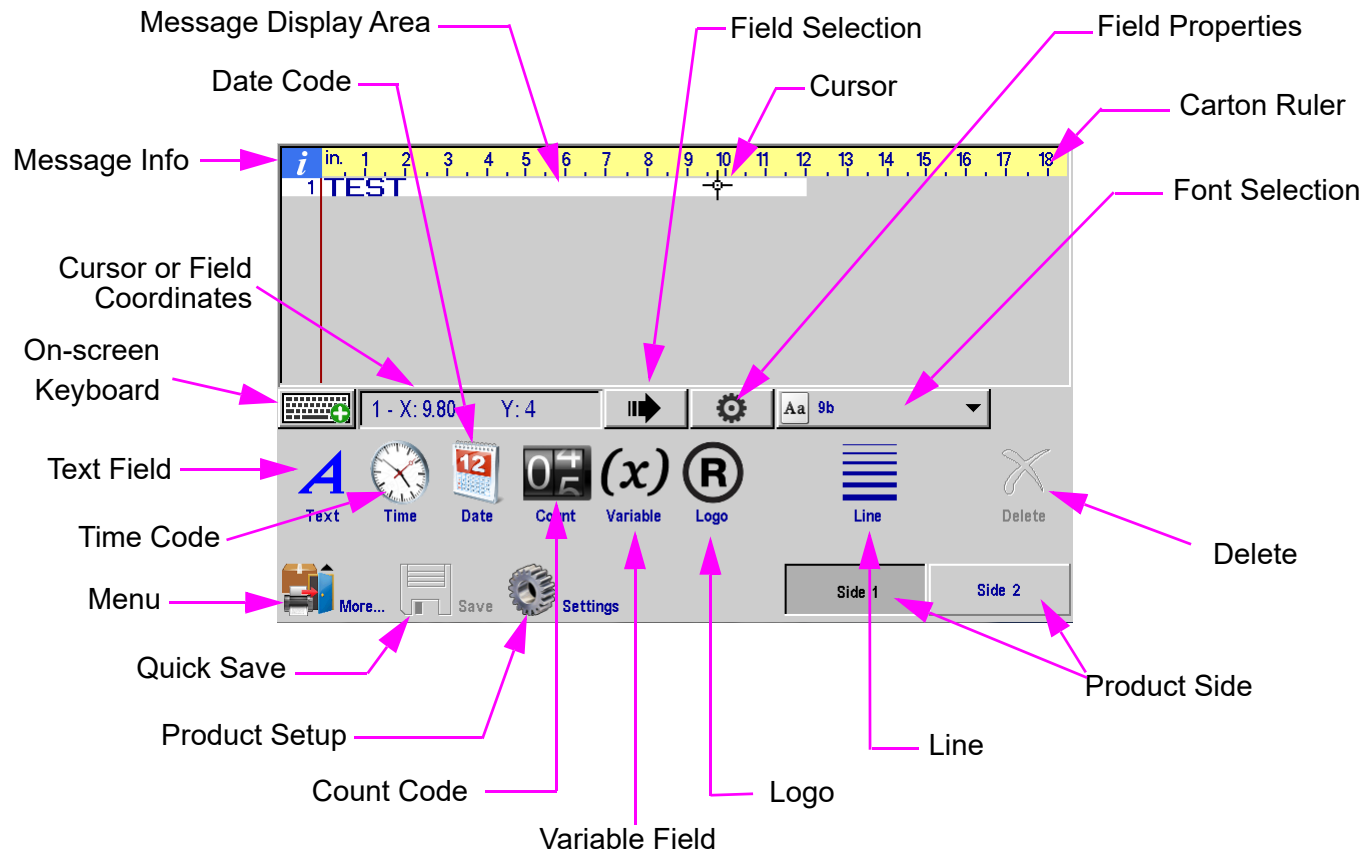 Message Display Area
Field Selection
Field Properties
Date Code
Cursor
Carton Ruler
Message Info
i in. 1 2 3 4 5 6 7 8 9 10 11 12 13 14 15 16 17 18
1 TEST
Font Selection
Cursor or Field
Coordinates
On-screen
Keyboard
1 - X: 9.80 Y: 4
Aa 9b
Text Field
12
0 4 5
(x)
R
A
Text
Time
Date
Count
Variable
Logo
Line
Delete
Time Code
Delete
Menu
More...
Save
Settings
Side 1
Side 2
Quick Save
Product Side
Product Setup
Line
Count Code
Logo
Variable Field